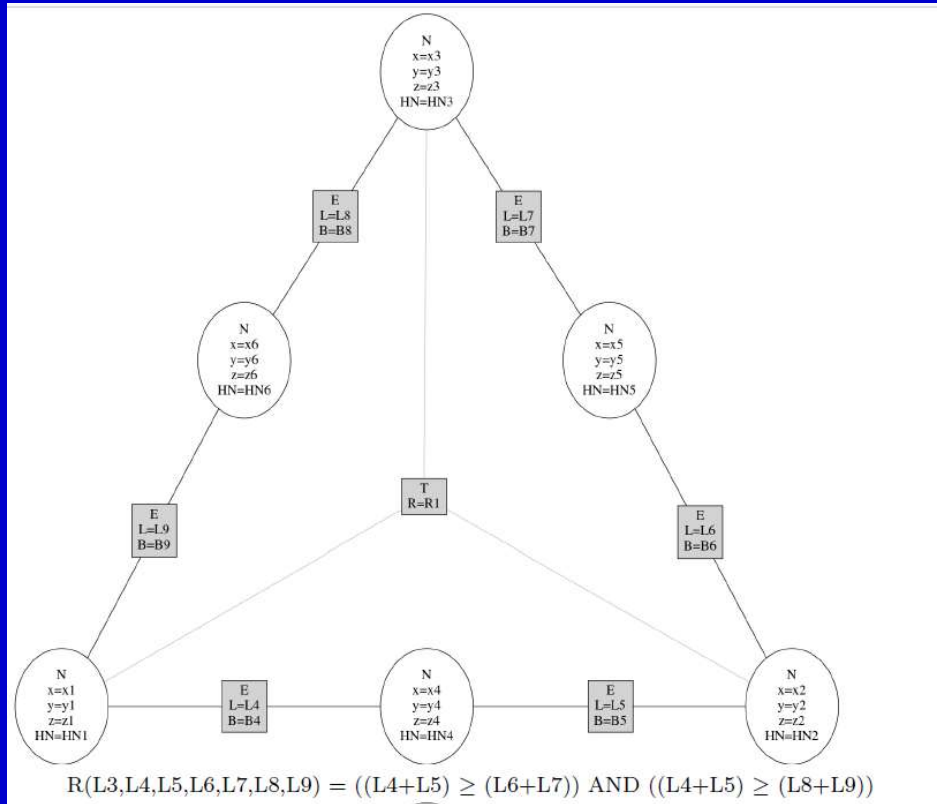 N
x=x3
y=y3
z=z3
HN=HN3
E
L=L8
B=B8
E
L=L7
B=B7
N
x=x6
y=y6
z=z6
HN=HN6
N
x=x5
y=y5
z=z5
HN=HN5
T
R=R1
E
L=L9
B=B9
E
L=L6
B=B6
N
x=x1
y=y1
z=z1
HN=HN1
E
L=L4
B=B4
N
x=x4
y=y4
z=z4
HN=HN4
E
L=L5
B=B5
N
x=x2
y=y2
z=z2
HN=HN2
R(L3,L4,L5,L6,L7,L8,L9) = ((L4+L5) ≥ (L6+L7)) AND ((L4+L5) ≥ (L8+L9))